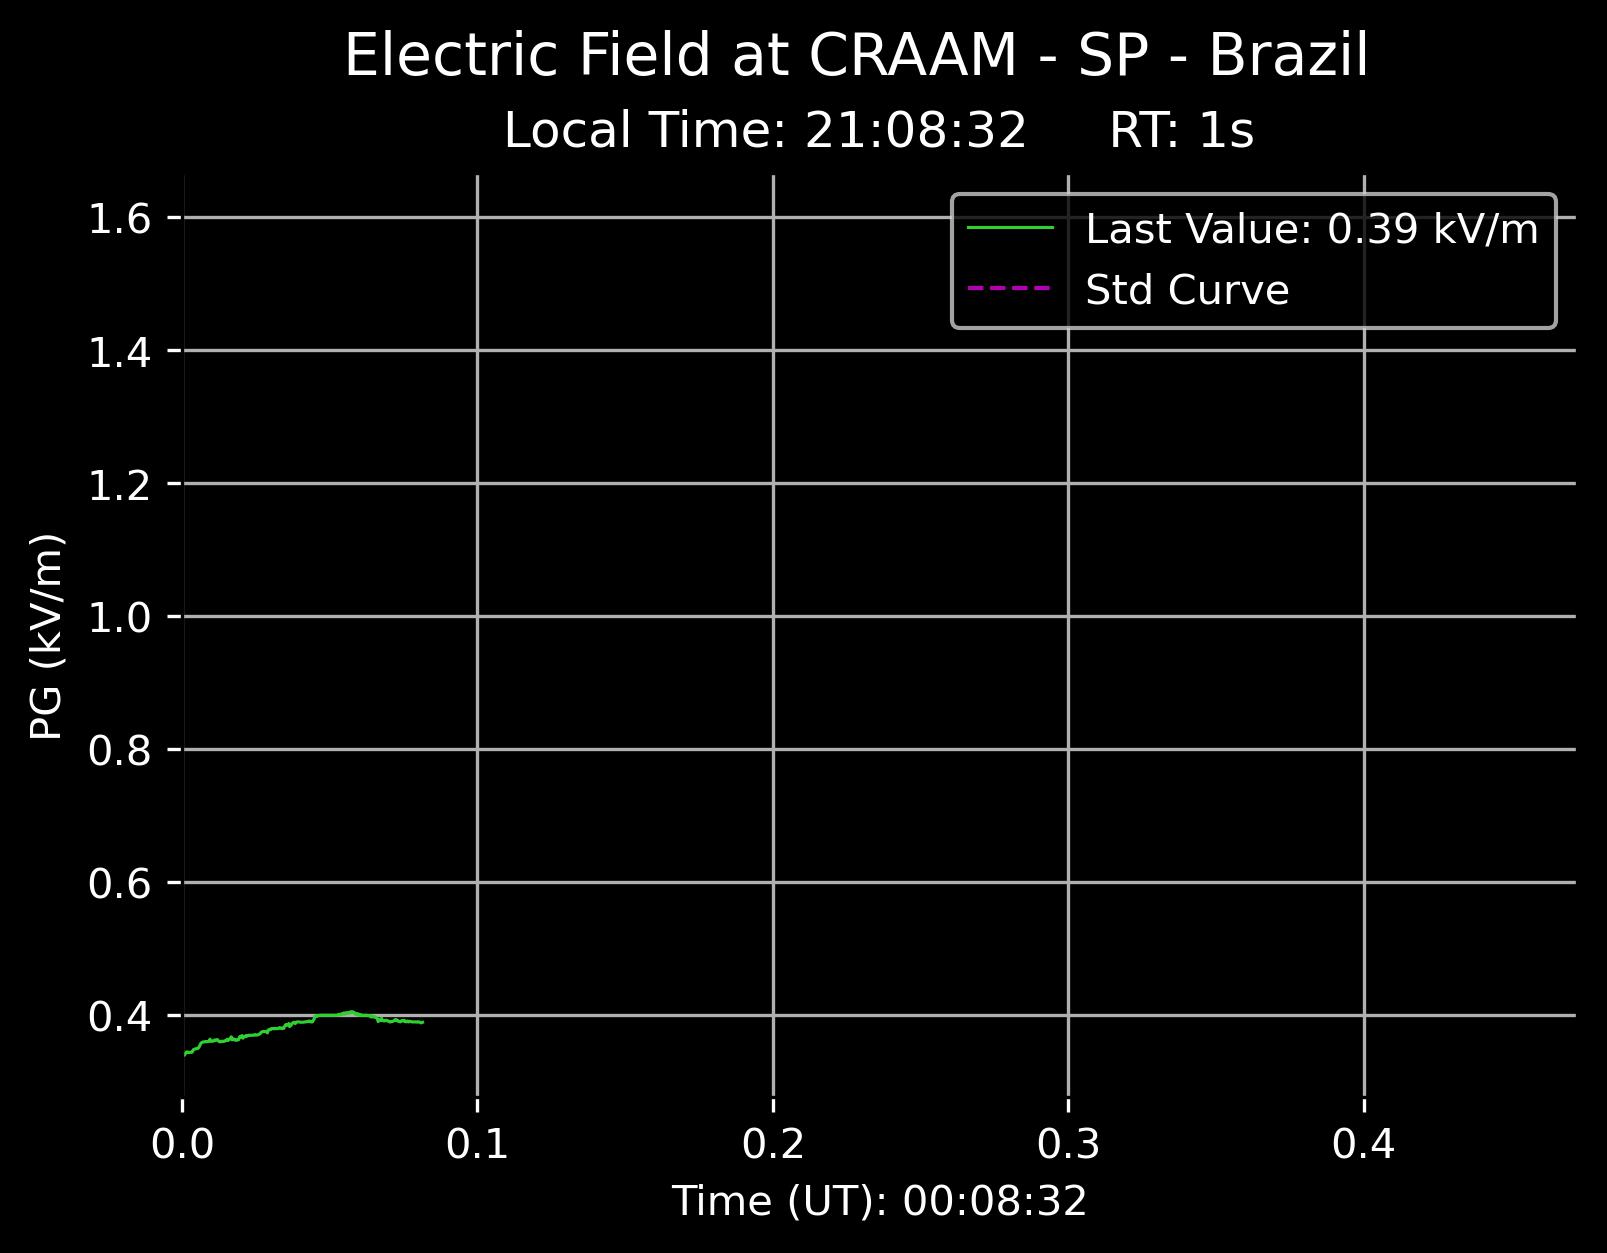 Electric Field at CRAAM - SP - Brazil
Local Time: 21:08:32 RT: 1s
Last Value: 0.39 kV/m
Std Curve
PG (kV/m)
1.6
1.4
1.2
1.0
0.8
0.6
0.4
0.0 0.1 0.2 0.3 0.4
Time (UT): 00:08:32